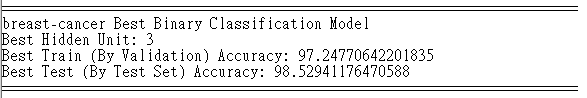 breast-cancer Best Binary Classification Model
Best Hidden Unit: 3
Best Train (By Validation) Accuracy: 97.24770642201835
Best Test (By Test Set) Accuracy: 98.52941176470588